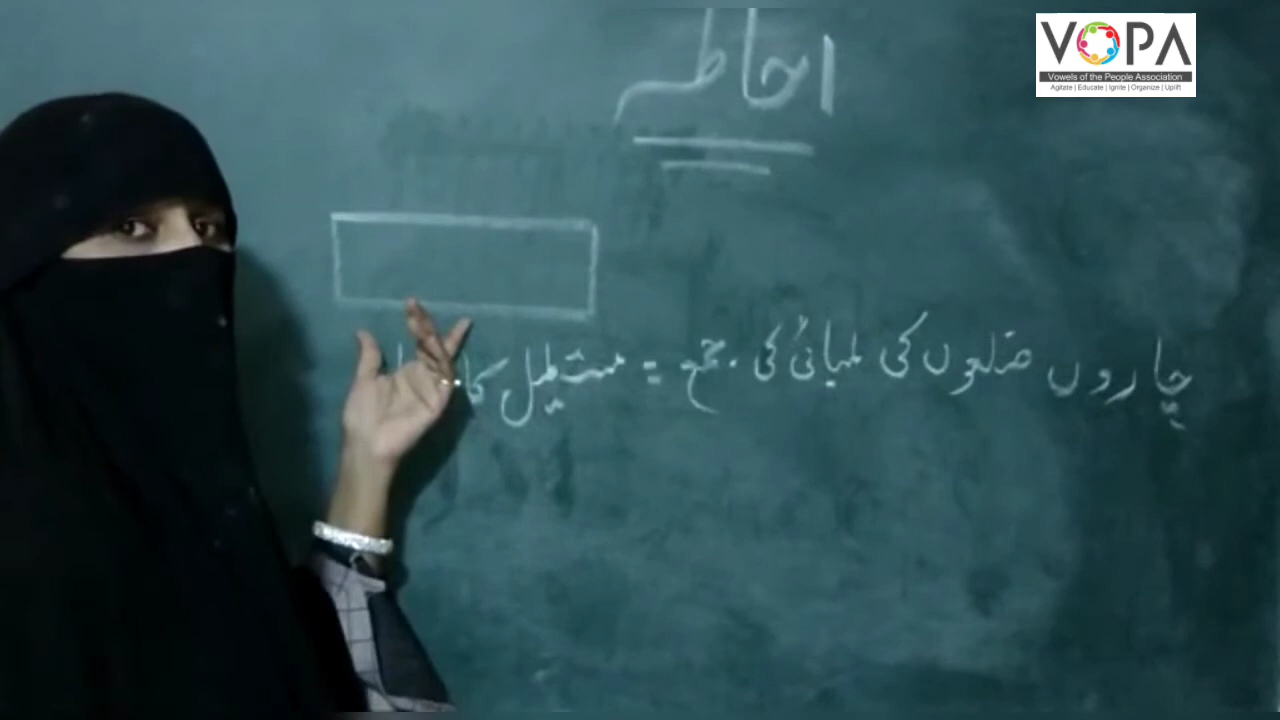 VOPA
Vowels of the People Association
Agitate | Educate | Ignite | Organize | Uplift
احاطہ
چاروں ضلعوں کی لمبائی کی جمع = مستطیل کا